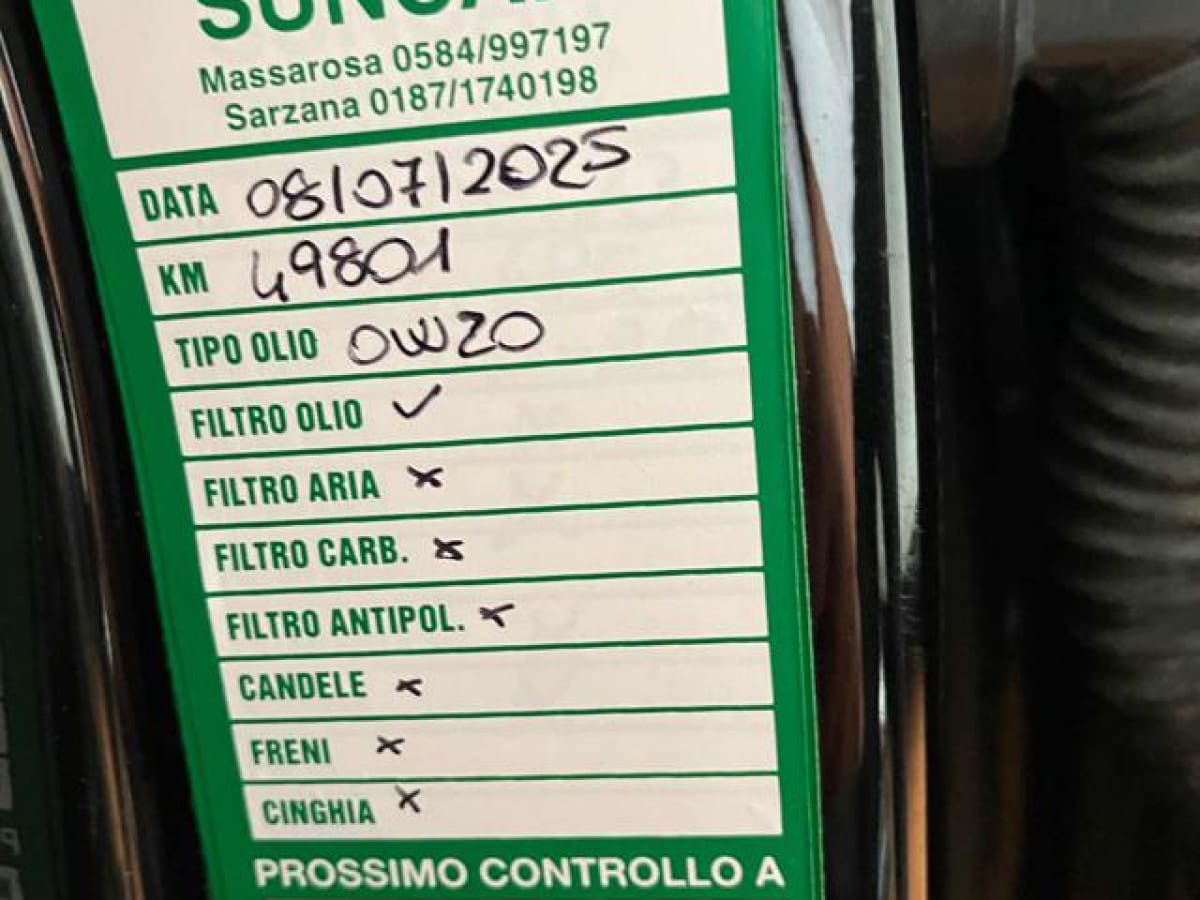 Massarosa 0584/997197
Sarzana 0187/1740198
DATA 08/07/2025
KM 49801
TIPO OLIO 0W20
FILTRO OLIO ✓
FILTRO ARIA x
FILTRO CARB. x
FILTRO ANTIPOL. x
CANDELE x
FRENI x
CINGHIA x
PROSSIMO CONTROLLO A